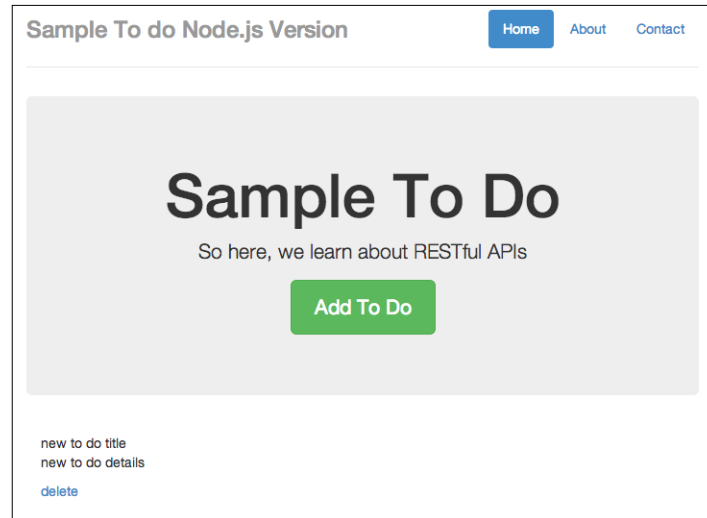 Sample To do Node.js Version
Home About Contact
Sample To Do
So here, we learn about RESTful APIs
Add To Do
new to do title
new to do details
delete